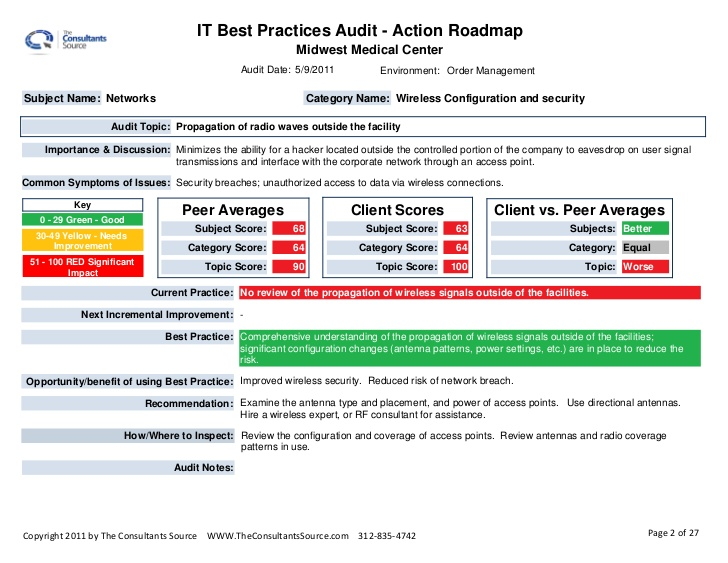 The
Consultants
Source
IT Best Practices Audit - Action Roadmap
Midwest Medical Center
Audit Date: 5/9/2011 Environment: Order Management
Subject Name: Networks Category Name: Wireless Configuration and security
Audit Topic: Propagation of radio waves outside the facility
Importance & Discussion: Minimizes the ability for a hacker located outside the controlled portion of the company to eavesdrop on user signal
transmissions and interface with the corporate network through an access point.
Common Symptoms of Issues: Security breaches; unauthorized access to data via wireless connections.
Key
0 - 29 Green - Good
30-49 Yellow - Needs
Improvement
51 - 100 RED Significant
Impact
Peer Averages
Subject Score: 68
Category Score: 64
Topic Score: 90
Client Scores
Subject Score: 63
Category Score: 64
Topic Score: 100
Client vs. Peer Averages
Subjects: Better
Category: Equal
Topic: Worse
Current Practice: No review of the propagation of wireless signals outside of the facilities.
Next Incremental Improvement: -
Best Practice: Comprehensive understanding of the propagation of wireless signals outside of the facilities;
significant configuration changes (antenna patterns, power settings, etc.) are in place to reduce the
risk.
Opportunity/benefit of using Best Practice: Improved wireless security. Reduced risk of network breach.
Recommendation: Examine the antenna type and placement, and power of access points. Use directional antennas.
Hire a wireless expert, or RF consultant for assistance.
How/Where to Inspect: Review the configuration and coverage of access points. Review antennas and radio coverage
patterns in use.
Audit Notes:
Copyright 2011 by The Consultants Source WWW.TheConsultantsSource.com 312-835-4742 Page 2 of 27